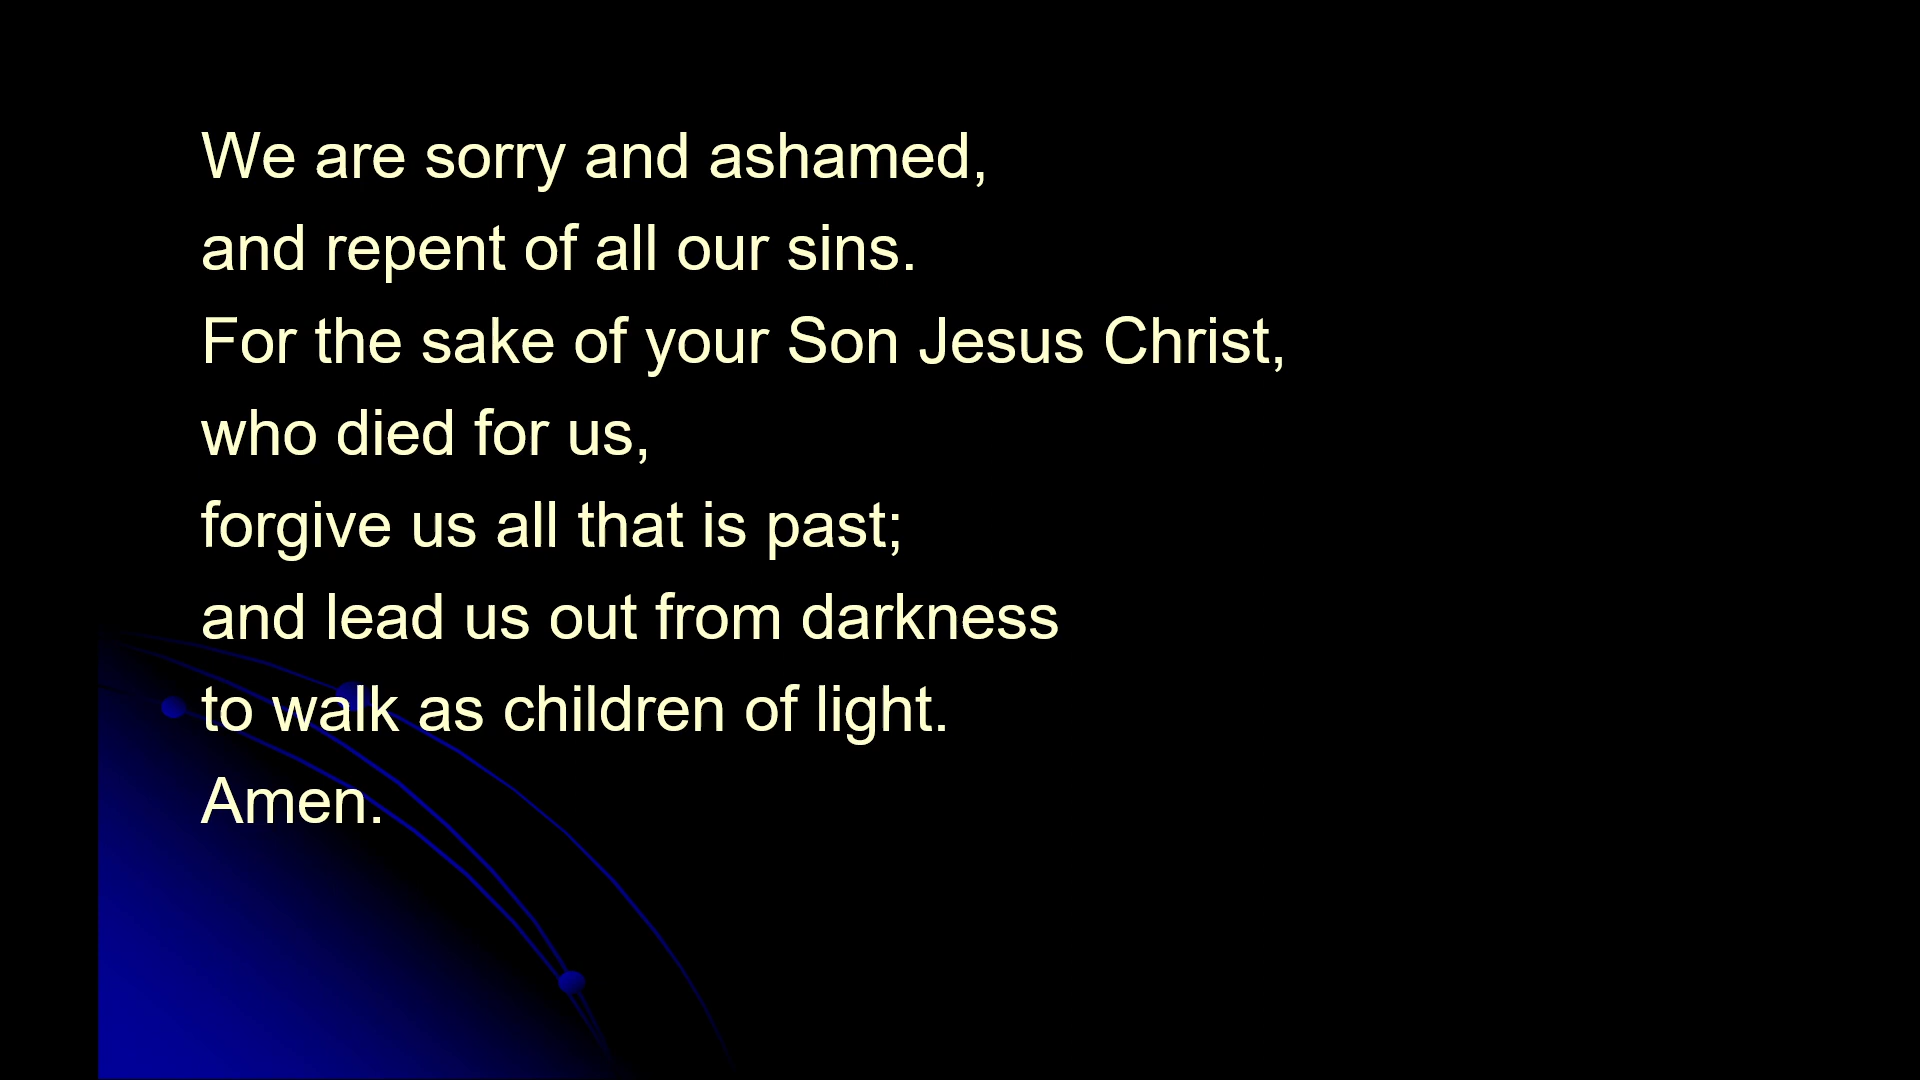 We are sorry and ashamed,
and repent of all our sins.
For the sake of your Son Jesus Christ,
who died for us,
forgive us all that is past;
and lead us out from darkness
to walk as children of light.
Amen.